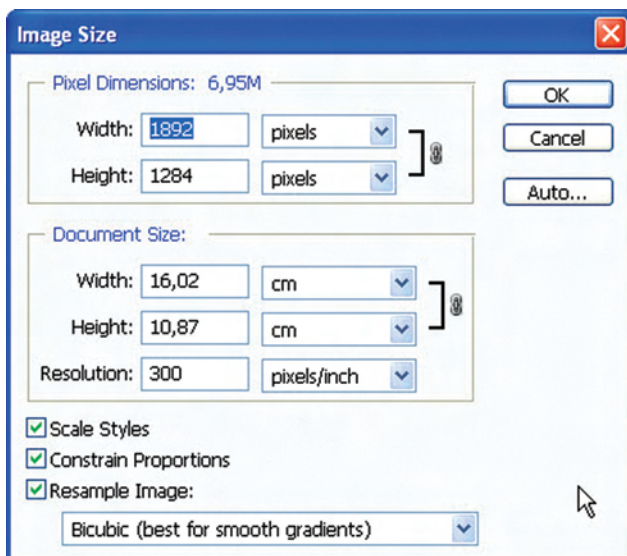 Image Size
Pixel Dimensions: 6,95M
OK
Width: 1892 pixels
Cancel
Height: 1284 pixels
Auto...
Document Size:
Width: 16,02 cm
Height: 10,87 cm
Resolution: 300 pixels/inch
Scale Styles
Constrain Proportions
Resample Image:
Bicubic (best for smooth gradients)